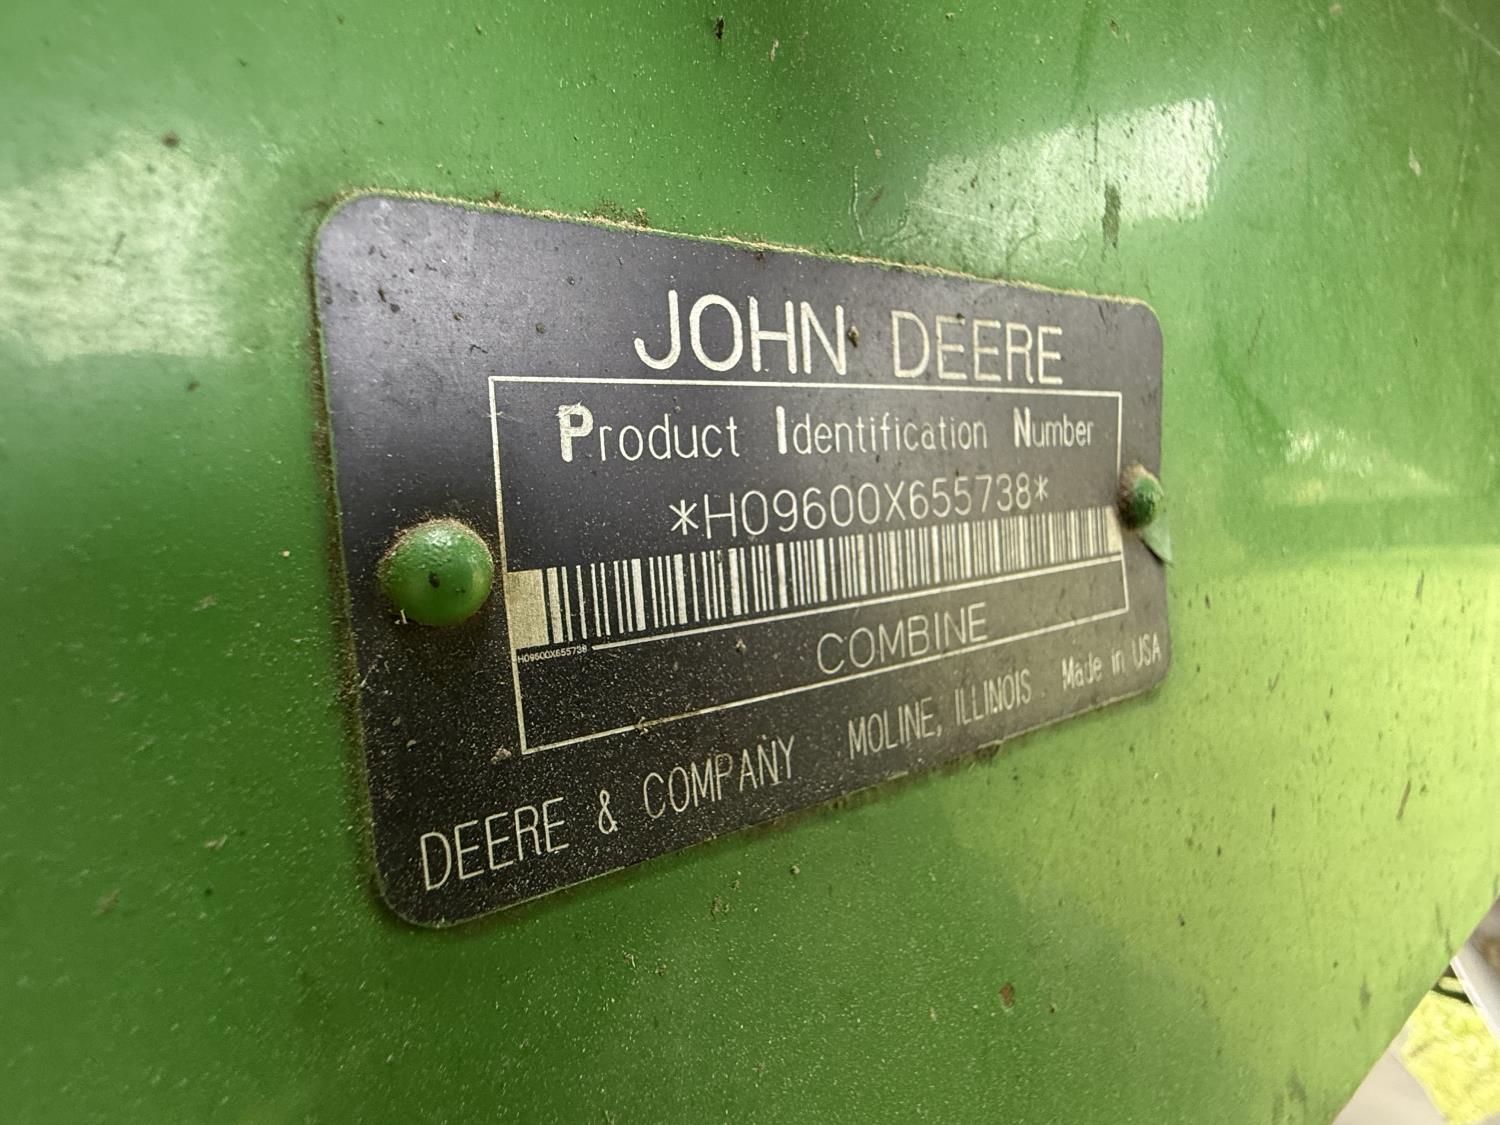 JOHN DEERE
Product Identification Number
*H09600X655738*
H09600X655738
COMBINE
DEERE & COMPANY MOLINE, ILLINOIS Made in USA